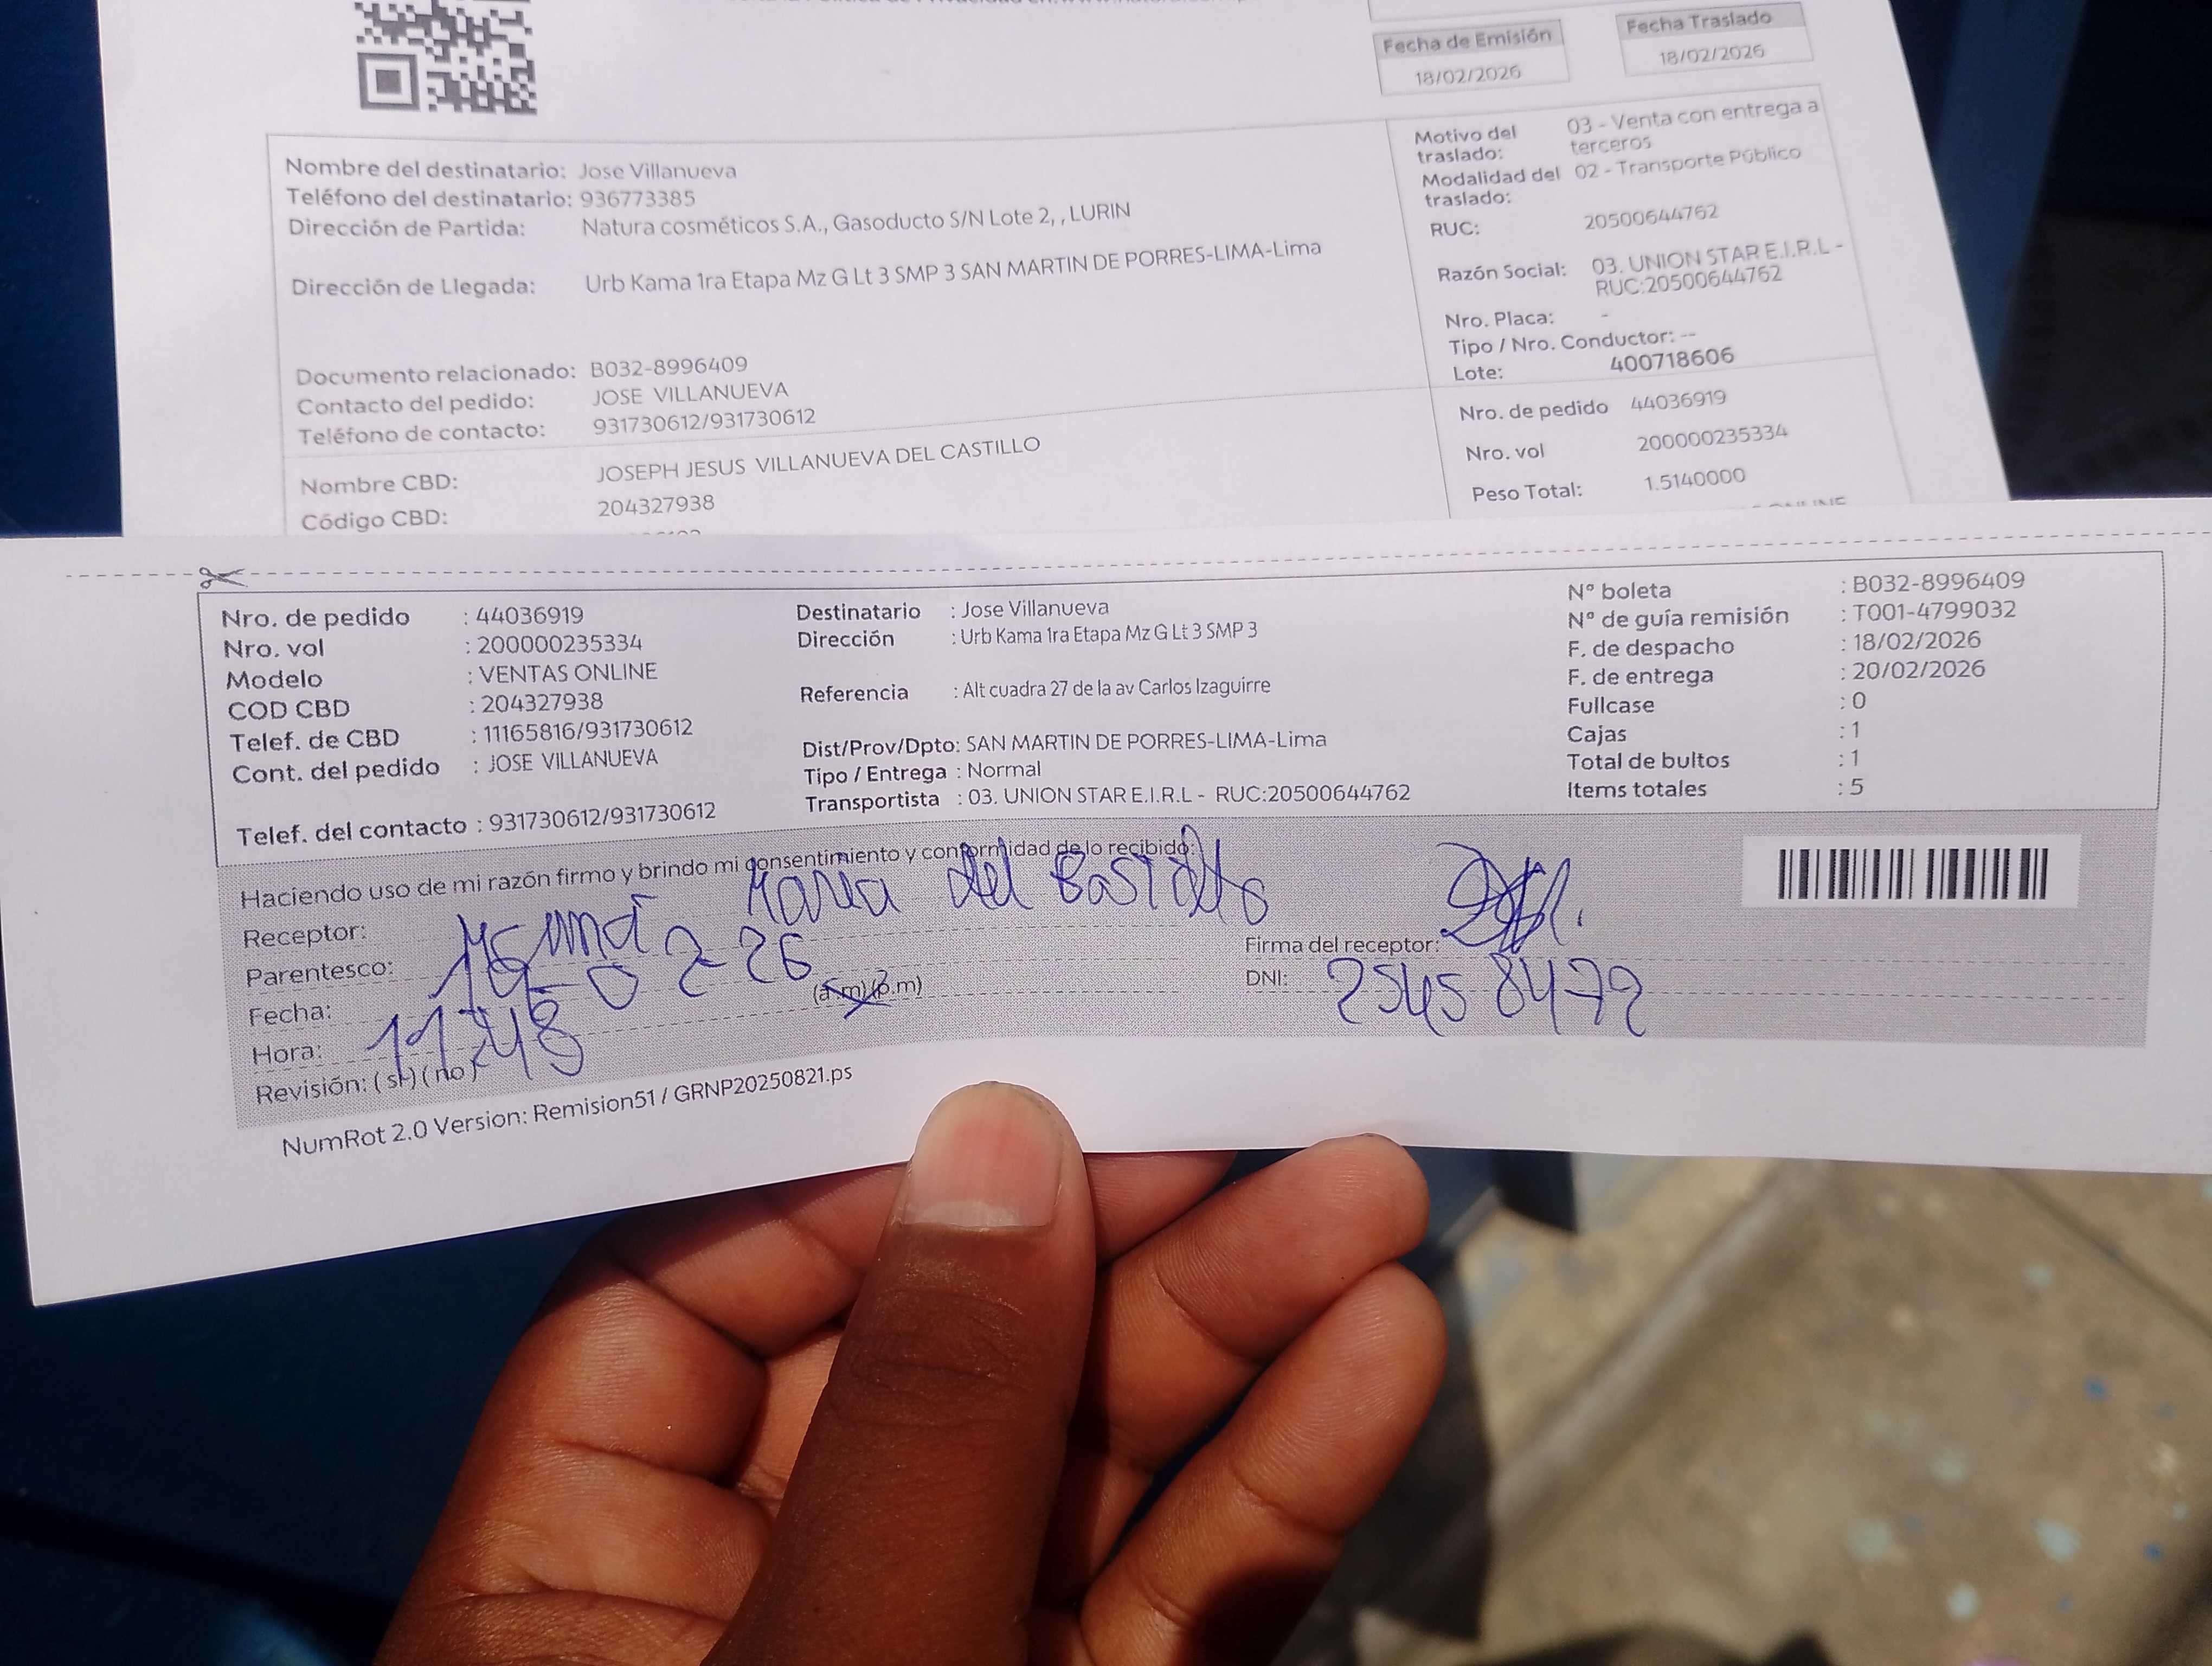 Fecha de Emisión
18/02/2026
Fecha Traslado
18/02/2026
Nombre del destinatario: Jose Villanueva
Teléfono del destinatario: 936773385
Dirección de Partida: Natura cosméticos S.A., Gasoducto S/N Lote 2, , LURIN
Dirección de Llegada: Urb Kama 1ra Etapa Mz G Lt 3 SMP 3 SAN MARTIN DE PORRES-LIMA-Lima
Documento relacionado: B032-8996409
Contacto del pedido: JOSE VILLANUEVA
Teléfono de contacto: 931730612/931730612
Nombre CBD: JOSEPH JESUS VILLANUEVA DEL CASTILLO
Código CBD: 204327938
Motivo del traslado: 03 - Venta con entrega a terceros
Modalidad del traslado: 02 - Transporte Público
RUC: 20500644762
Razón Social: 03. UNION STAR E.I.R.L - RUC:20500644762
Nro. Placa: -
Tipo / Nro. Conductor: --
Lote: 400718606
Nro. de pedido 44036919
Nro. vol 200000235334
Peso Total: 1.5140000
Nro. de pedido : 44036919
Nro. vol : 200000235334
Modelo : VENTAS ONLINE
COD CBD : 204327938
Telef. de CBD : 11165816/931730612
Cont. del pedido : JOSE VILLANUEVA
Telef. del contacto : 931730612/931730612
Destinatario : Jose Villanueva
Dirección : Urb Kama 1ra Etapa Mz G Lt 3 SMP 3
Referencia : Alt cuadra 27 de la av Carlos Izaguirre
Dist/Prov/Dpto: SAN MARTIN DE PORRES-LIMA-Lima
Tipo / Entrega : Normal
Transportista : 03. UNION STAR E.I.R.L - RUC:20500644762
N° boleta : B032-8996409
N° de guía remisión : T001-4799032
F. de despacho : 18/02/2026
F. de entrega : 20/02/2026
Fullcase : 0
Cajas : 1
Total de bultos : 1
Items totales : 5
Haciendo uso de mi razón firmo y brindo mi consentimiento y conformidad de lo recibido:
Receptor: Maria del Castillo
Parentesco: Mamá
Fecha: 19-02-26
Hora: 11:48 (a.m)(p.m)
Revisión: (si) (no)
Firma del receptor:
DNI: 25458479
NumRot 2.0 Version: Remision51 / GRNP20250821.ps